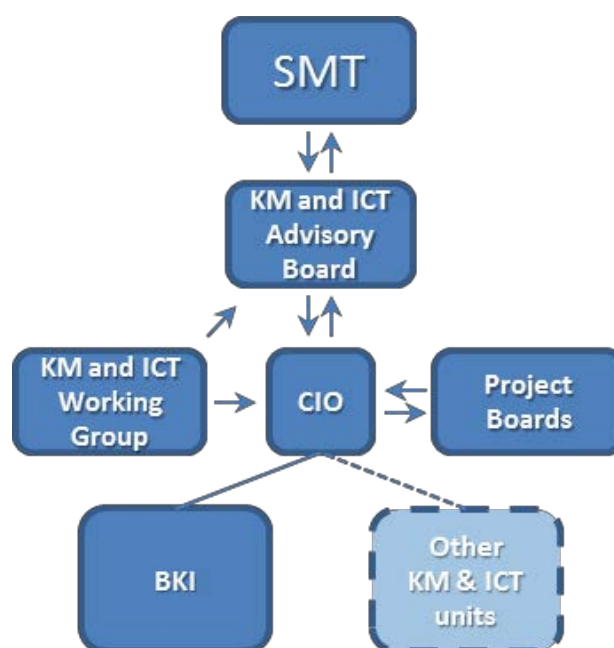 SMT
KM and ICT
Advisory
Board
KM and ICT
Working
Group
CIO
Project
Boards
BKI
Other
KM & ICT
units